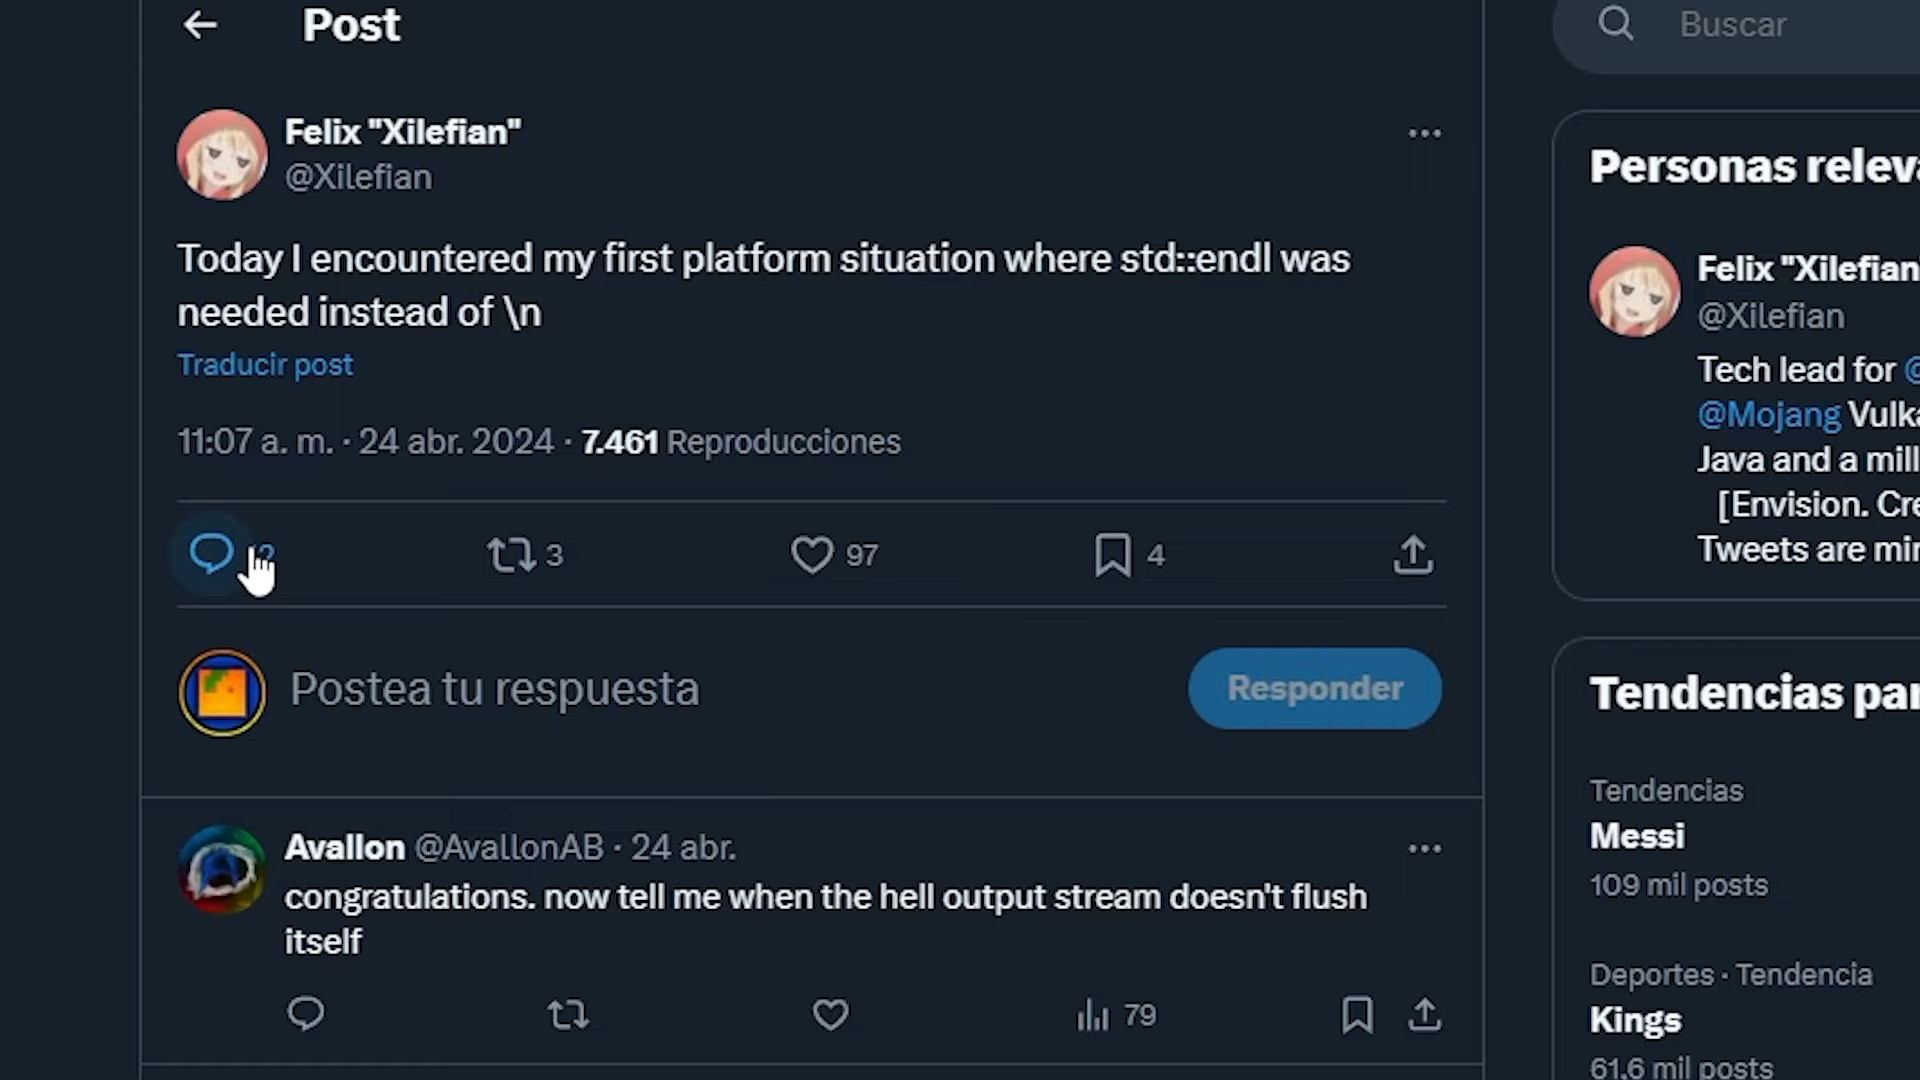 Post
Buscar
Felix "Xilefian"
@Xilefian
Today I encountered my first platform situation where std::endl was
needed instead of \n
Traducir post
11:07 a. m. · 24 abr. 2024 · 7.461 Reproducciones
3
97
4
Postea tu respuesta
Responder
Avallon @AvallonAB · 24 abr.
congratulations. now tell me when the hell output stream doesn't flush
itself
79
Personas releva
Felix "Xilefian
@Xilefian
Tech lead for @
@Mojang Vulka
Java and a mill
[Envision. Cre
Tweets are mir
Tendencias par
Tendencias
Messi
109 mil posts
Deportes · Tendencia
Kings
61,6 mil posts